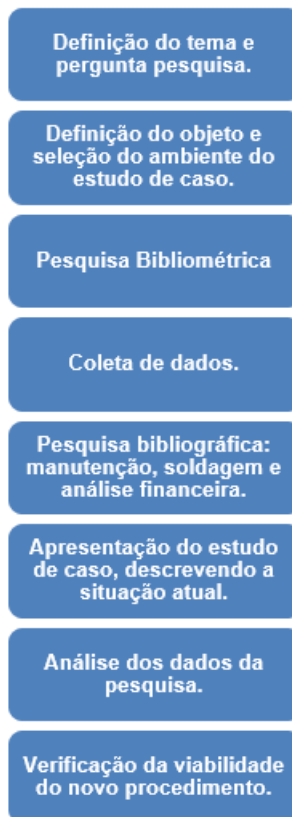 Definição do tema e
pergunta pesquisa.
Definição do objeto e
seleção do ambiente do
estudo de caso.
Pesquisa Bibliométrica
Coleta de dados.
Pesquisa bibliográfica:
manutenção, soldagem e
análise financeira.
Apresentação do estudo
de caso, descrevendo a
situação atual.
Análise dos dados da
pesquisa.
Verificação da viabilidade
do novo procedimento.